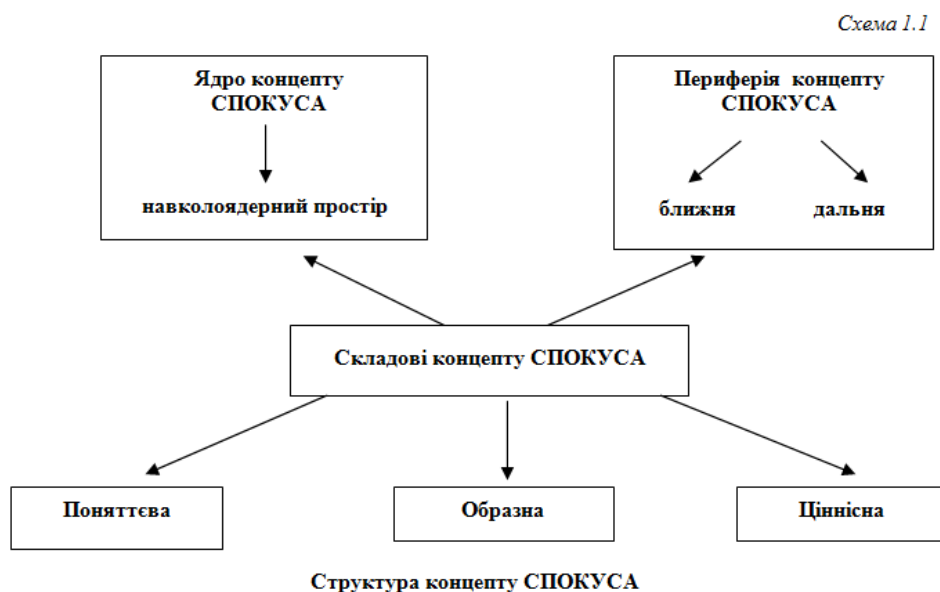 Схема 1.1
Ядро концепту
СПОКУСА
навколоядерний простір
Периферія концепту
СПОКУСА
ближня
дальня
Складові концепту СПОКУСА
Поняттєва
Образна
Ціннісна
Структура концепту СПОКУСА